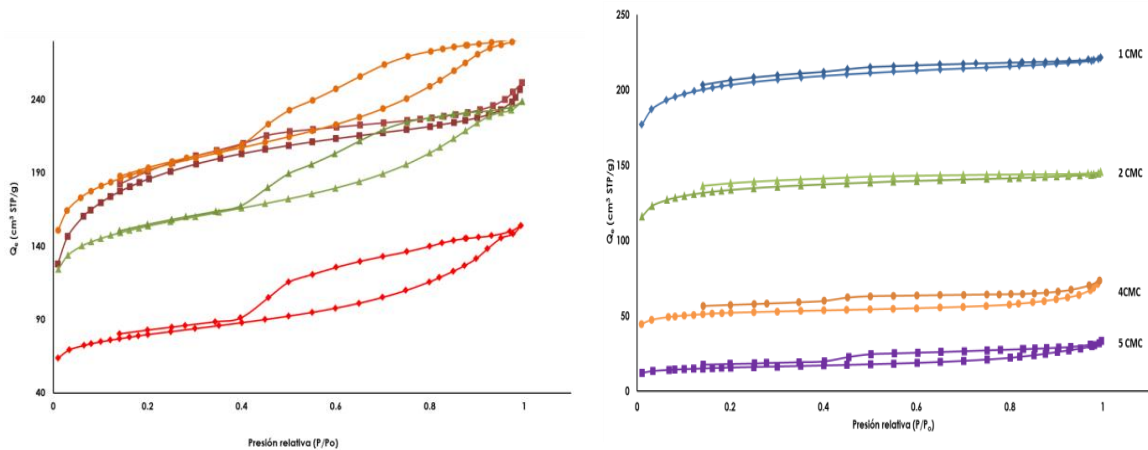 240
190
140
90
40
0
0.2
0.4
0.6
0.8
1
Qe (cm³ STP/g)
Presión relativa (P/Po)
250
200
150
100
50
0
0
0.2
0.4
0.6
0.8
1
Qe (cm³ STP/g)
Presión relativa (P/Po)
1 CMC
2 CMC
4CMC
5 CMC